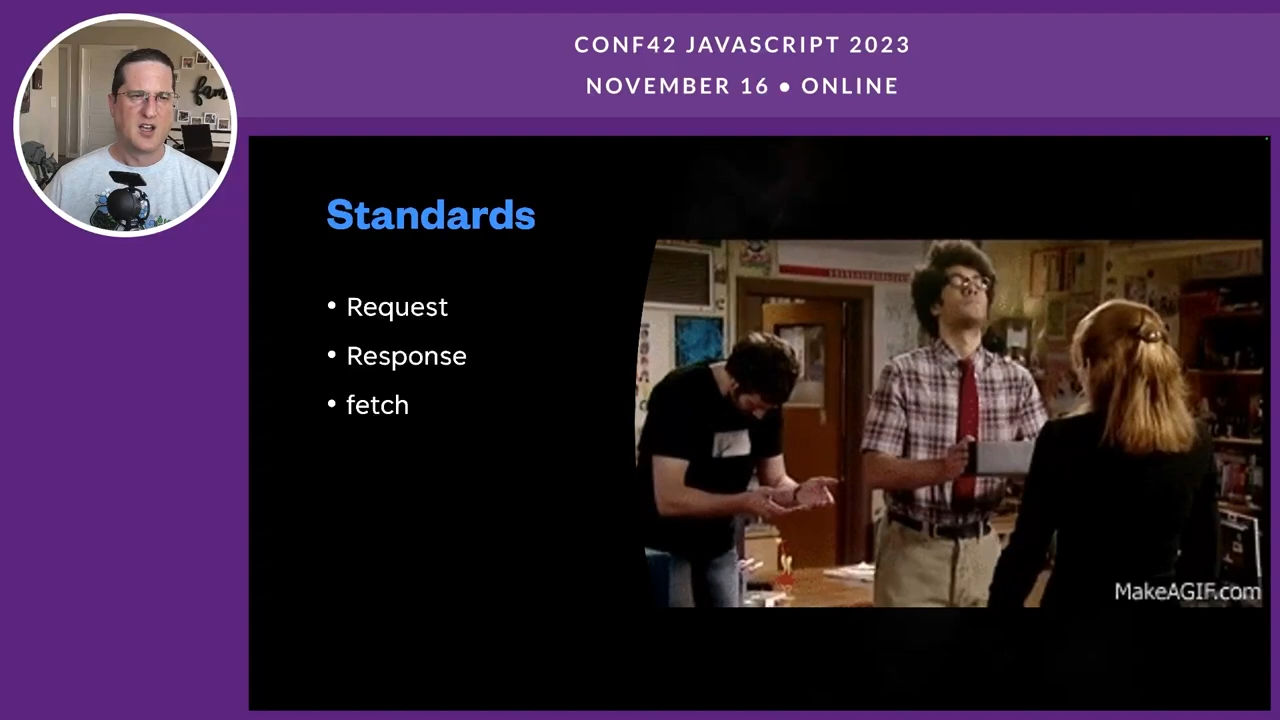 CONF42 JAVASCRIPT 2023
NOVEMBER 16 ● ONLINE
Standards
• Request
• Response
• fetch
MakeAGIF.com